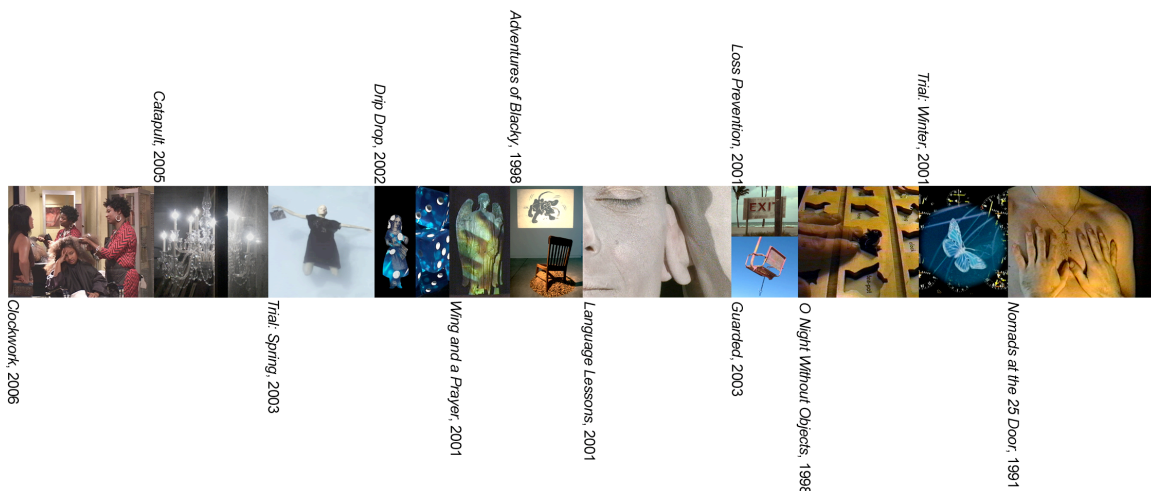 Clockwork, 2006
Catapult, 2005
Trial: Spring, 2003
Drip Drop, 2002
Wing and a Prayer, 2001
Adventures of Blacky, 1998
Language Lessons, 2001
Loss Prevention, 2001
EXIT
Guarded, 2003
O Night Without Objects, 1998
Trial: Winter, 2001
Nomads at the 25 Door, 1991